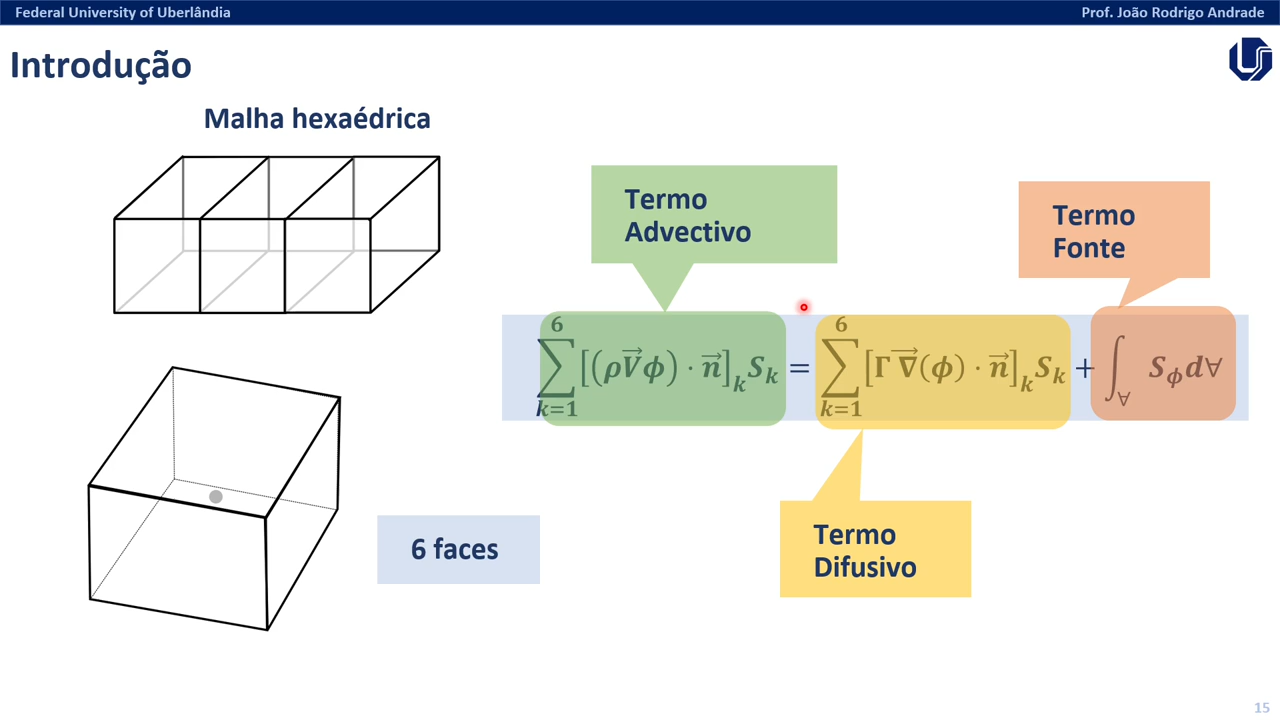 Federal University of Uberlândia
Prof. João Rodrigo Andrade
Introdução
Malha hexaédrica
Termo
Advectivo
Termo
Fonte
∑_{k=1}^{6} [(ρV⃗ϕ) · n⃗]_k S_k = ∑_{k=1}^{6} [Γ ∇⃗(ϕ) · n⃗]_k S_k + ∫_∀ S_ϕ d∀
6 faces
Termo
Difusivo
15